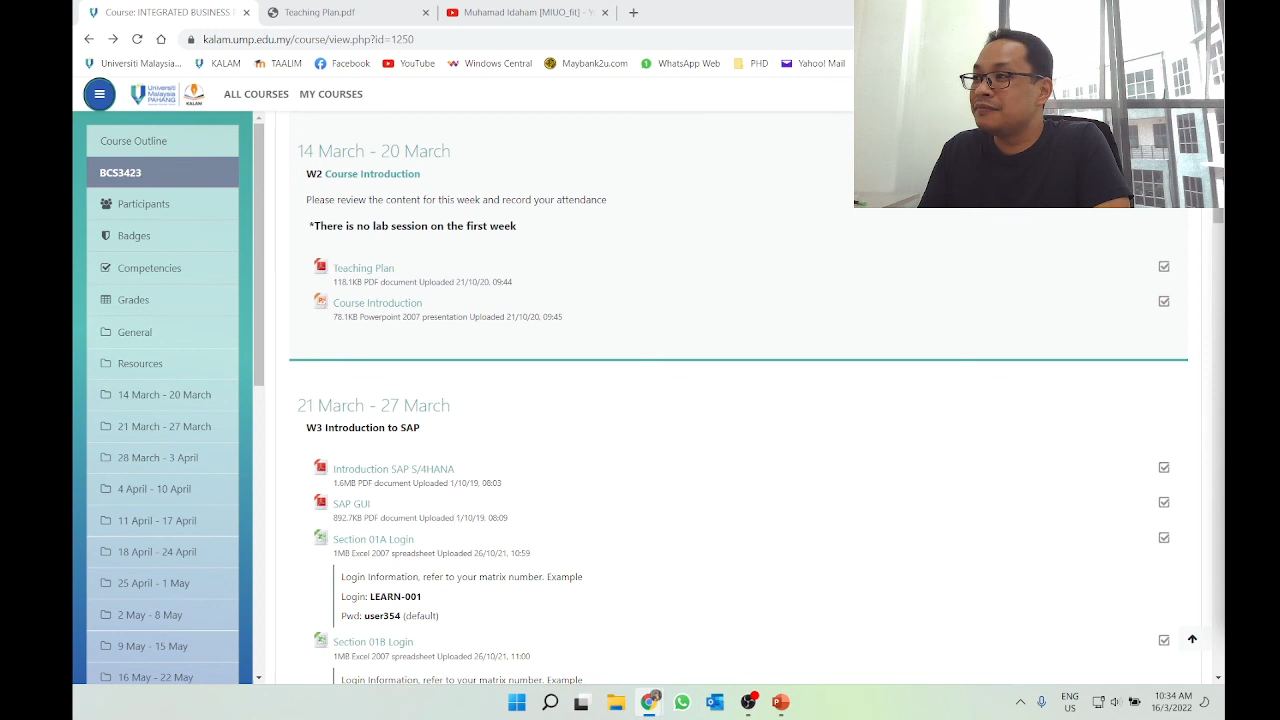 Course: INTEGRATED BUSINESS
Teaching Plan.pdf
Muhamad Idaham [MIUO_fit] - Y
kalam.ump.edu.my/course/view.php?id=1250
Universiti Malaysia...
KALAM
TAALIM
Facebook
YouTube
Windows Cereal
Maybank2u.com
WhatsApp Web
PHD
Yahoo! Mail
Universiti
Malaysia
PAHANG
KALAM
ALL COURSES
MY COURSES
Course Outline
BCS3423
Participants
Badges
Competencies
Grades
General
Resources
14 March - 20 March
21 March - 27 March
28 March - 3 April
4 April - 10 April
11 April - 17 April
18 April - 24 April
25 April - 1 May
2 May - 8 May
9 May - 15 May
16 May - 22 May
14 March - 20 March
W2 Course Introduction
Please review the content for this week and record your attendance
*There is no lab session on the first week
Teaching Plan
118.1KB PDF document Uploaded 21/10/20, 09:44
Course Introduction
78.1KB Powerpoint 2007 presentation Uploaded 21/10/20, 09:45
21 March - 27 March
W3 Introduction to SAP
Introduction SAP S/4HANA
1.6MB PDF document Uploaded 1/10/19, 08:03
SAP GUI
892.7KB PDF document Uploaded 1/10/19, 08:09
Section 01A Login
1MB Excel 2007 spreadsheet Uploaded 26/10/21, 10:59
Login Information, refer to your matrix number. Example
Login: LEARN-001
Pwd: user354 (default)
Section 01B Login
1MB Excel 2007 spreadsheet Uploaded 26/10/21, 11:00
Login Information, refer to your matrix number. Example
ENG
US
10:34 AM
16/3/2022